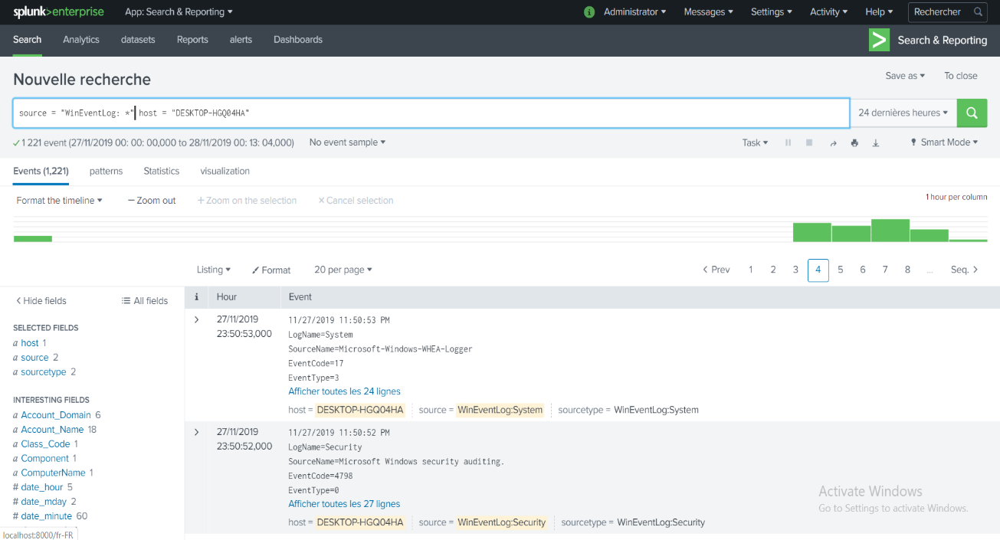 splunk>enterprise App: Search & Reporting ▾ i Administrator ▾ Messages ▾ Settings ▾ Activity ▾ Help ▾ Rechercher
Search Analytics datasets Reports alerts Dashboards > Search & Reporting
Nouvelle recherche Save as ▾ To close
source = "WinEventLog: *" host = "DESKTOP-HGQ04HA" 24 dernières heures ▾
✓ 1 221 event (27/11/2019 00: 00: 00,000 to 28/11/2019 00: 13: 04,000) No event sample ▾ Task ▾ Smart Mode ▾
Events (1,221) patterns Statistics visualization
Format the timeline ▾ — Zoom out + Zoom on the selection × Cancel selection 1 hour per column
Listing ▾ Format 20 per page ▾ < Prev 1 2 3 4 5 6 7 8 ... Seq. >
< Hide fields All fields i Hour Event
SELECTED FIELDS
a host 1
a source 2
a sourcetype 2
INTERESTING FIELDS
a Account_Domain 6
a Account_Name 18
a Class_Code 1
a Component 1
a ComputerName 1
# date_hour 5
# date_mday 2
# date_minute 60
> 27/11/2019 11/27/2019 11:50:53 PM
23:50:53,000 LogName=System
SourceName=Microsoft-Windows-WHEA-Logger
EventCode=17
EventType=3
Afficher toutes les 24 lignes
host = DESKTOP-HGQ04HA source = WinEventLog:System sourcetype = WinEventLog:System
> 27/11/2019 11/27/2019 11:50:52 PM
23:50:52,000 LogName=Security
SourceName=Microsoft Windows security auditing.
EventCode=4798
EventType=0
Afficher toutes les 27 lignes
host = DESKTOP-HGQ04HA source = WinEventLog:Security sourcetype = WinEventLog:Security
Activate Windows
Go to Settings to activate Windows.
localhost:8000/fr-FR